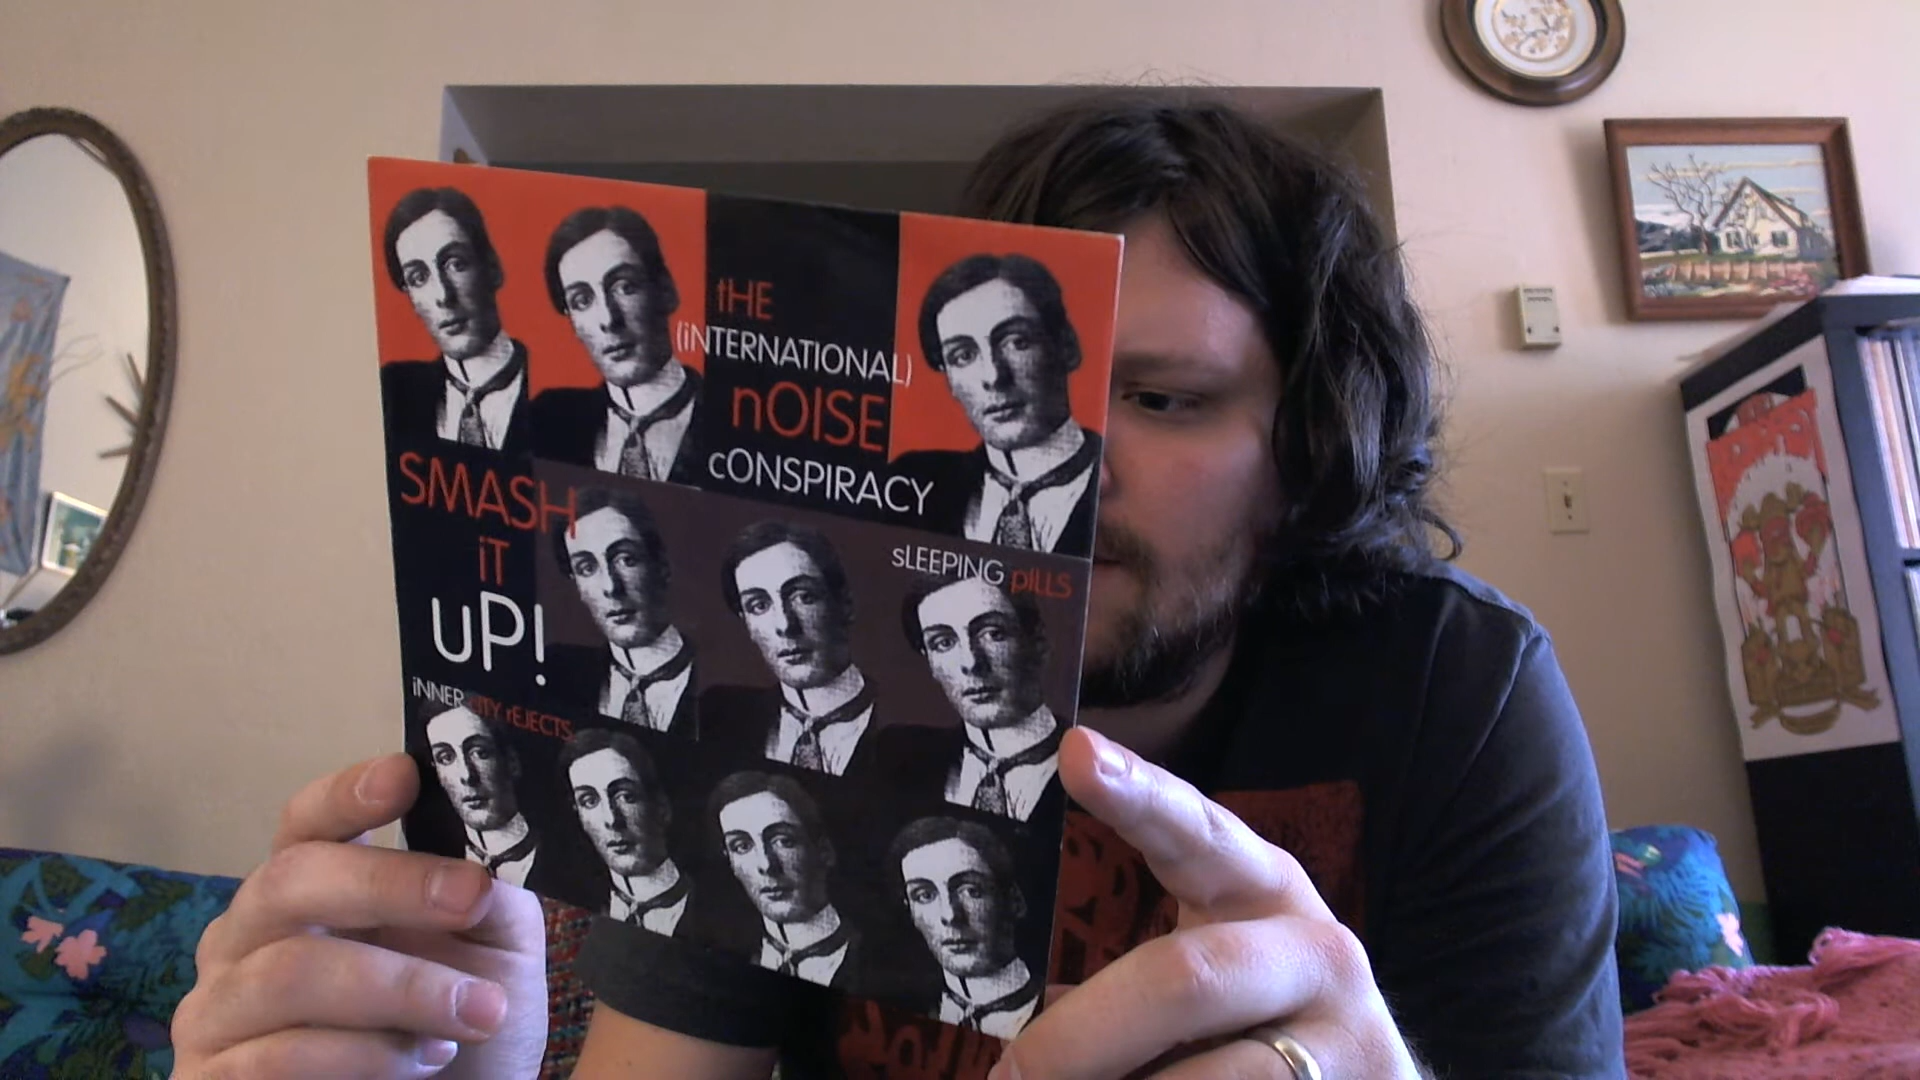 tHE
(iNTERNATIONAL)
nOISE
cONSPIRACY
SMASH
iT
uP!
sLEEPING pILLS
iNNER cITY rEJECTS